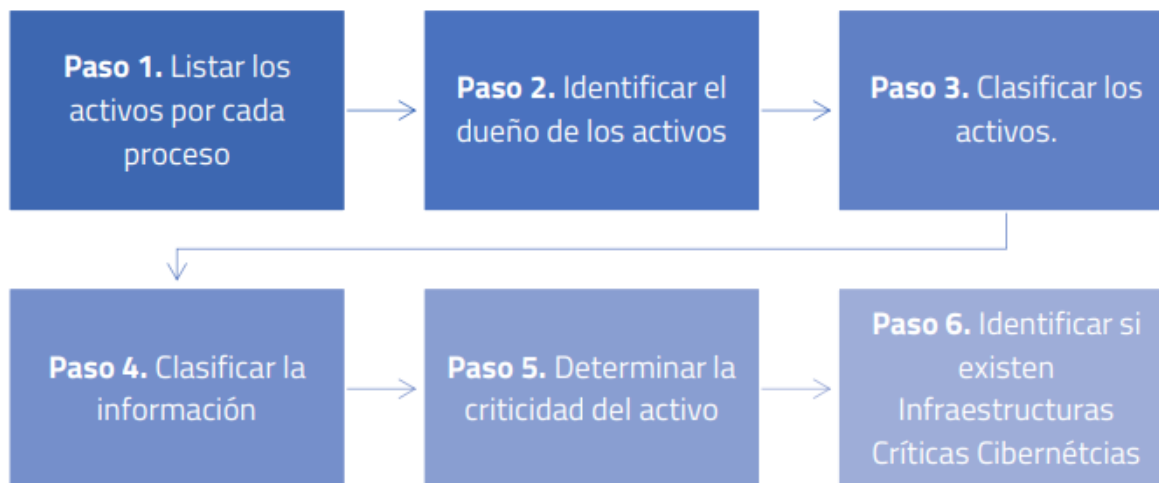 Paso 1. Listar los
activos por cada
proceso
Paso 2. Identificar el
dueño de los activos
Paso 3. Clasificar los
activos.
Paso 4. Clasificar la
información
Paso 5. Determinar la
criticidad del activo
Paso 6. Identificar si
existen
Infraestructuras
Críticas Cibernétcias